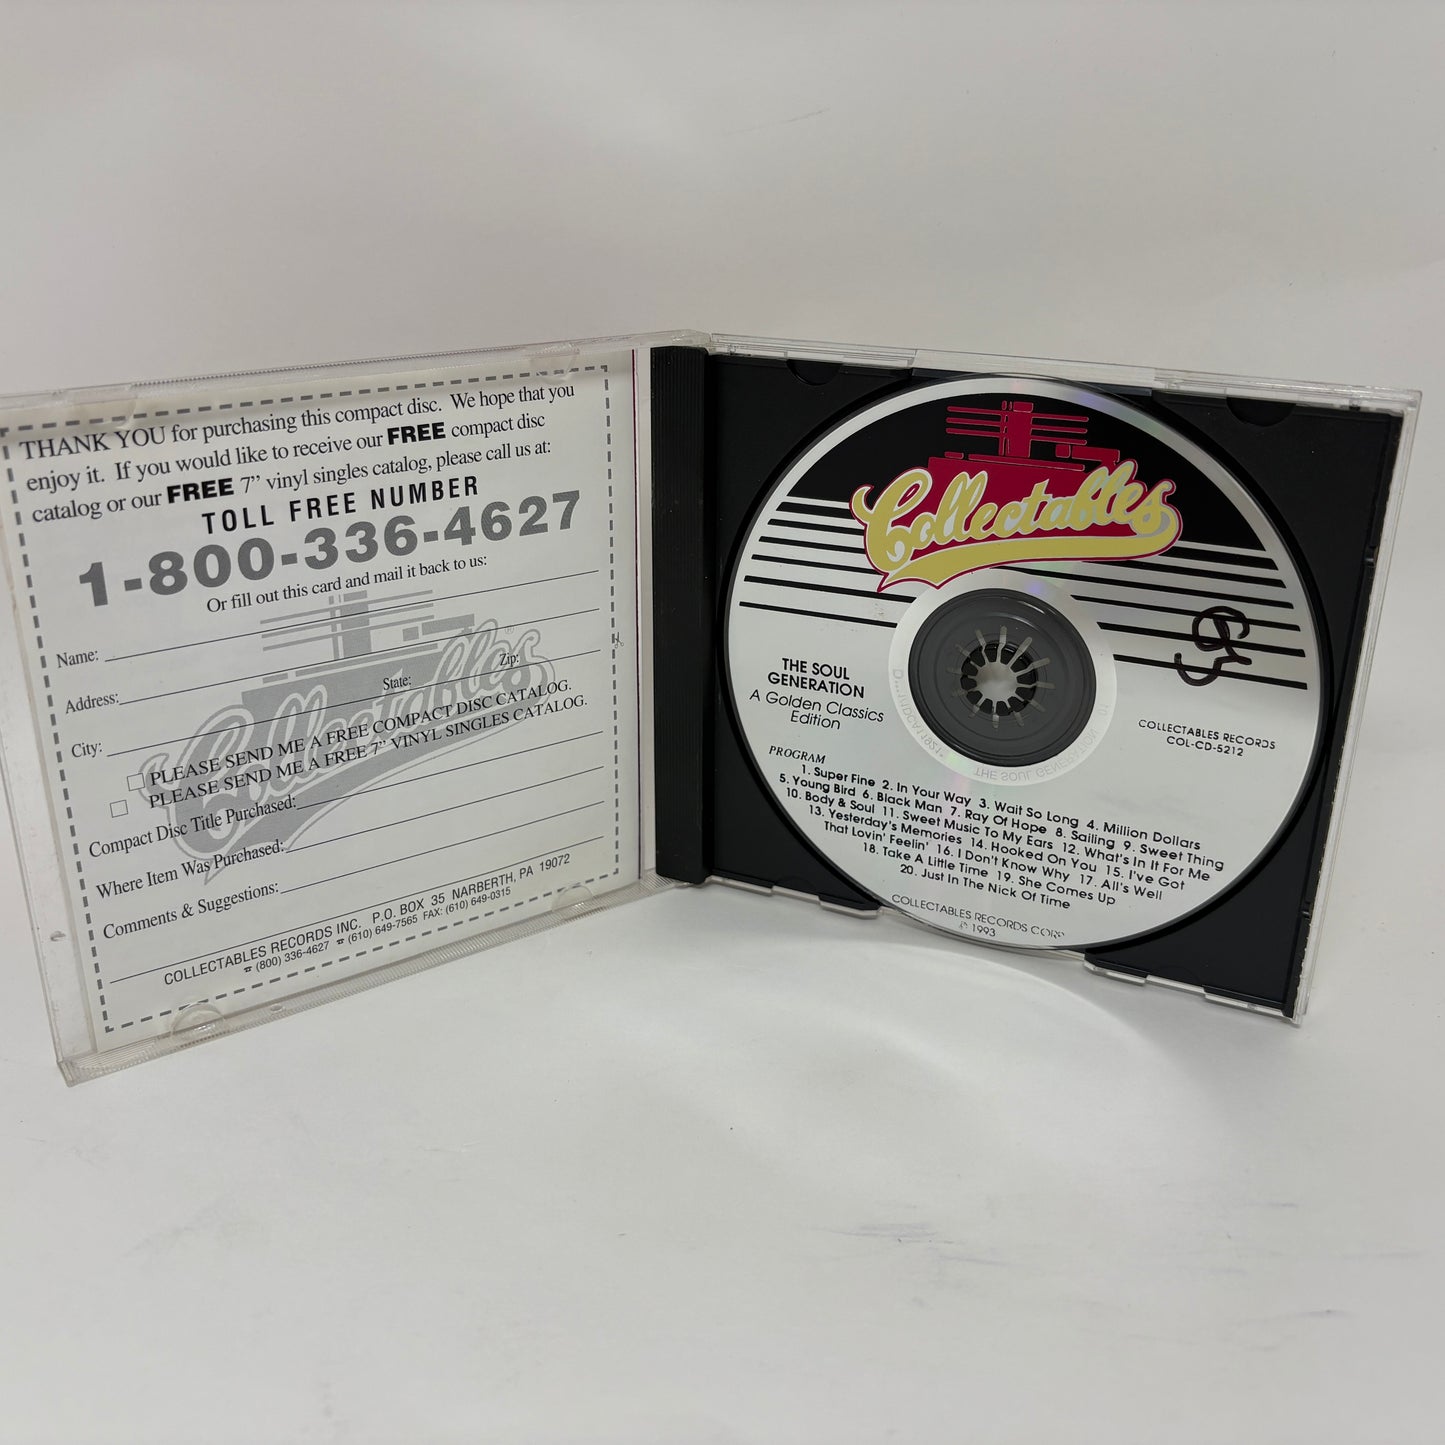 THANK YOU for purchasing this compact disc. We hope that you
enjoy it. If you would like to receive our FREE compact disc
catalog or our FREE 7” vinyl singles catalog, please call us at:
TOLL FREE NUMBER
1-800-336-4627
Or fill out this card and mail it back to us:
Collectables®
Name:
Address:
City: State: Zip:
PLEASE SEND ME A FREE COMPACT DISC CATALOG.
PLEASE SEND ME A FREE 7” VINYL SINGLES CATALOG.
Compact Disc Title Purchased:
Where Item Was Purchased:
Comments & Suggestions:
COLLECTABLES RECORDS INC. P.O. BOX 35 NARBERTH, PA 19072
☎ (800) 336-4627 ☎ (610) 649-7565 FAX: (610) 649-0315
Collectables
THE SOUL
GENERATION
A Golden Classics
Edition
COLLECTABLES RECORDS
COL-CD-5212
THE SOUL GENERATION
PROGRAM
1. Super Fine 2. In Your Way 3. Wait So Long 4. Million Dollars
5. Young Bird 6. Black Man 7. Ray Of Hope 8. Sailing 9. Sweet Thing
10. Body & Soul 11. Sweet Music To My Ears 12. What's In It For Me
13. Yesterday's Memories 14. Hooked On You 15. I've Got
That Lovin' Feelin' 16. I Don't Know Why 17. All's Well
18. Take A Little Time 19. She Comes Up
20. Just In The Nick Of Time
COLLECTABLES RECORDS CORP.
℗ 1993